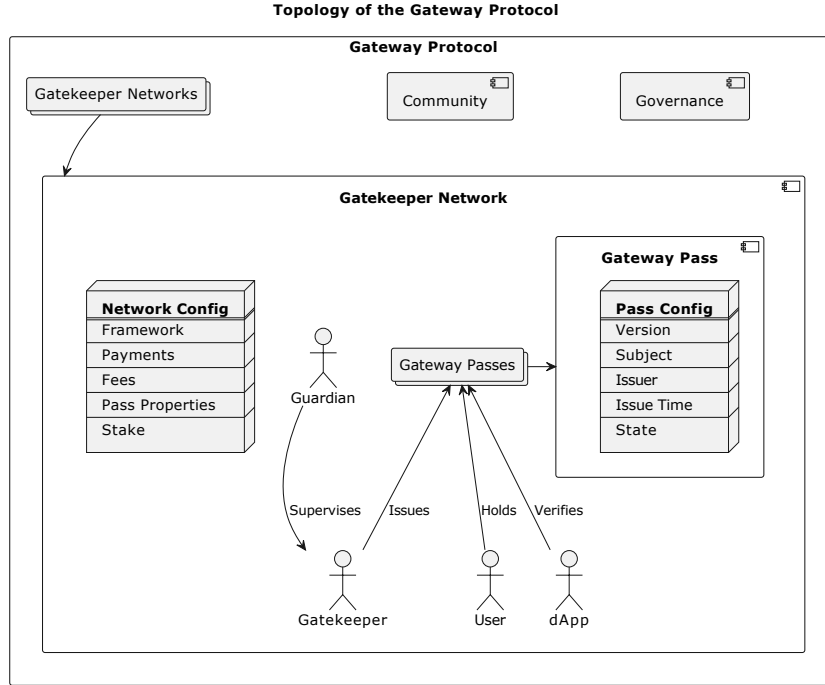 Topology of the Gateway Protocol
Gateway Protocol
Gatekeeper Networks
Community
Governance
Gatekeeper Network
Network Config
Framework
Payments
Fees
Pass Properties
Stake
Guardian
Gateway Passes
Gateway Pass
Pass Config
Version
Subject
Issuer
Issue Time
State
Supervises
Issues
Holds
Verifies
Gatekeeper
User
dApp